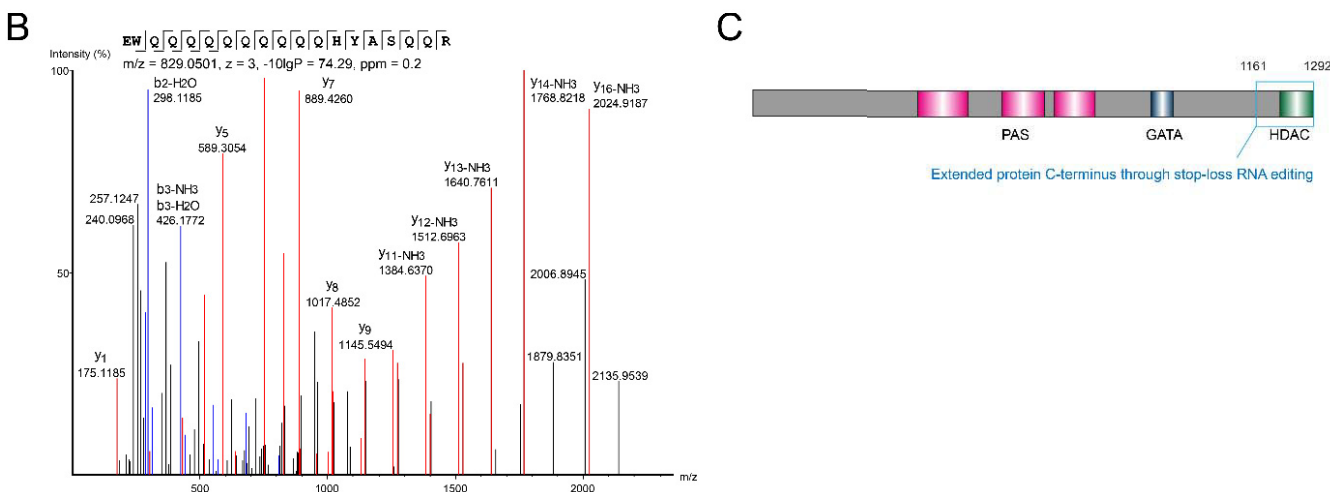 B
EWQQQQQQQQQHYASQQR
m/z = 829.0501, z = 3, -10lgP = 74.29, ppm = 0.2
Intensity (%)
100
50
y1
175.1185
257.1247
240.0968
b2-H2O
298.1185
b3-NH3
b3-H2O
426.1772
y5
589.3054
y7
889.4260
y8
1017.4852
y9
1145.5494
y11-NH3
1384.6370
y12-NH3
1512.6963
y13-NH3
1640.7611
y14-NH3
1768.8218
y16-NH3
2024.9187
2006.8945
1879.8351
2135.9539
500
1000
1500
2000
m/z
C
1161
1292
PAS
GATA
HDAC
Extended protein C-terminus through stop-loss RNA editing